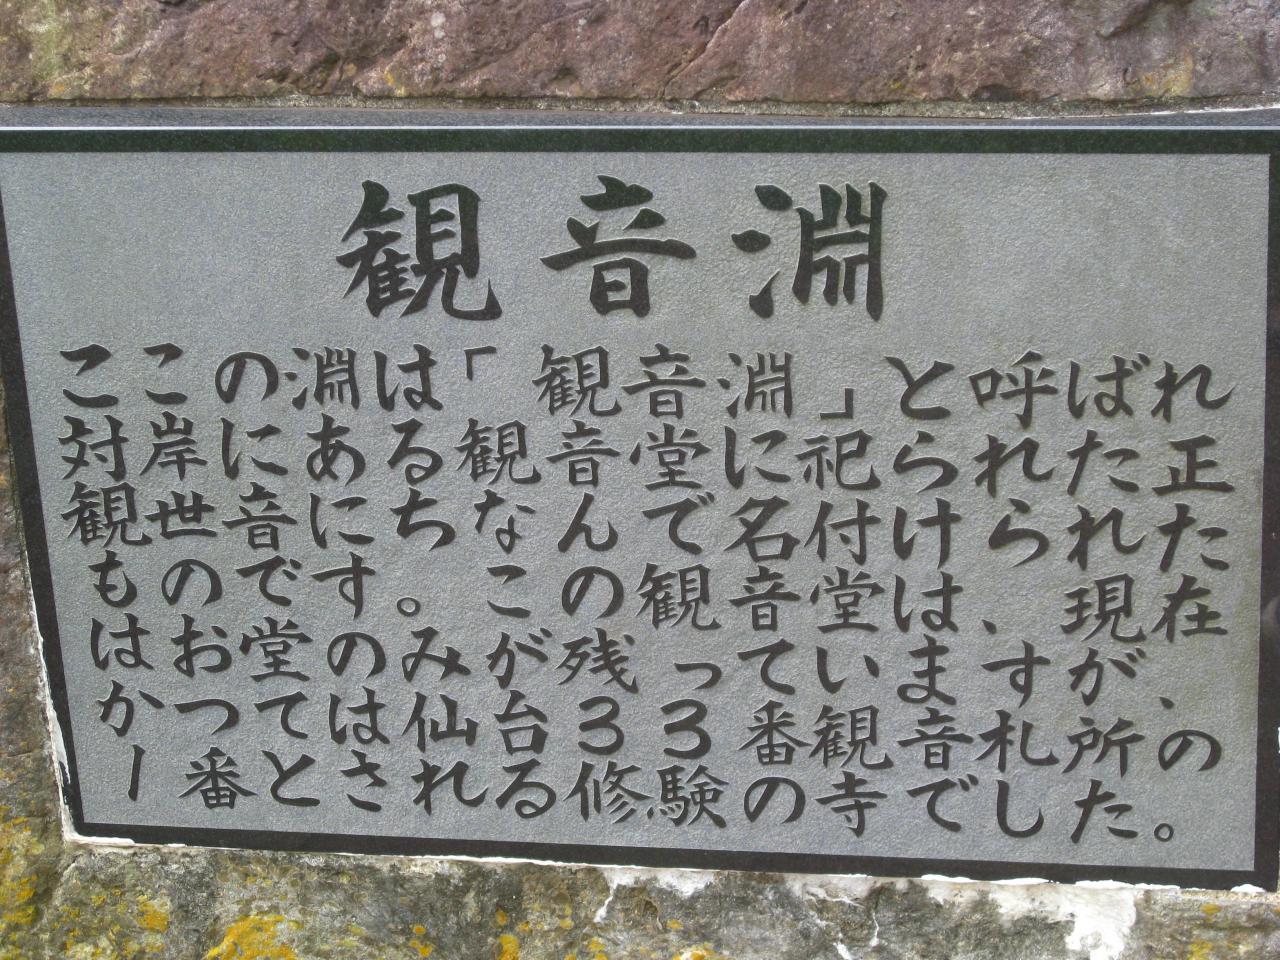 観音淵
ここの淵は「観音淵」と呼ばれ
対岸にある観音堂に祀られた正
観世音にちなんで名付けられた
ものです。この観音堂は、現在
はお堂のみが残っていますが、
かつては仙台33番観音札所の
一番とされる修験の寺でした。